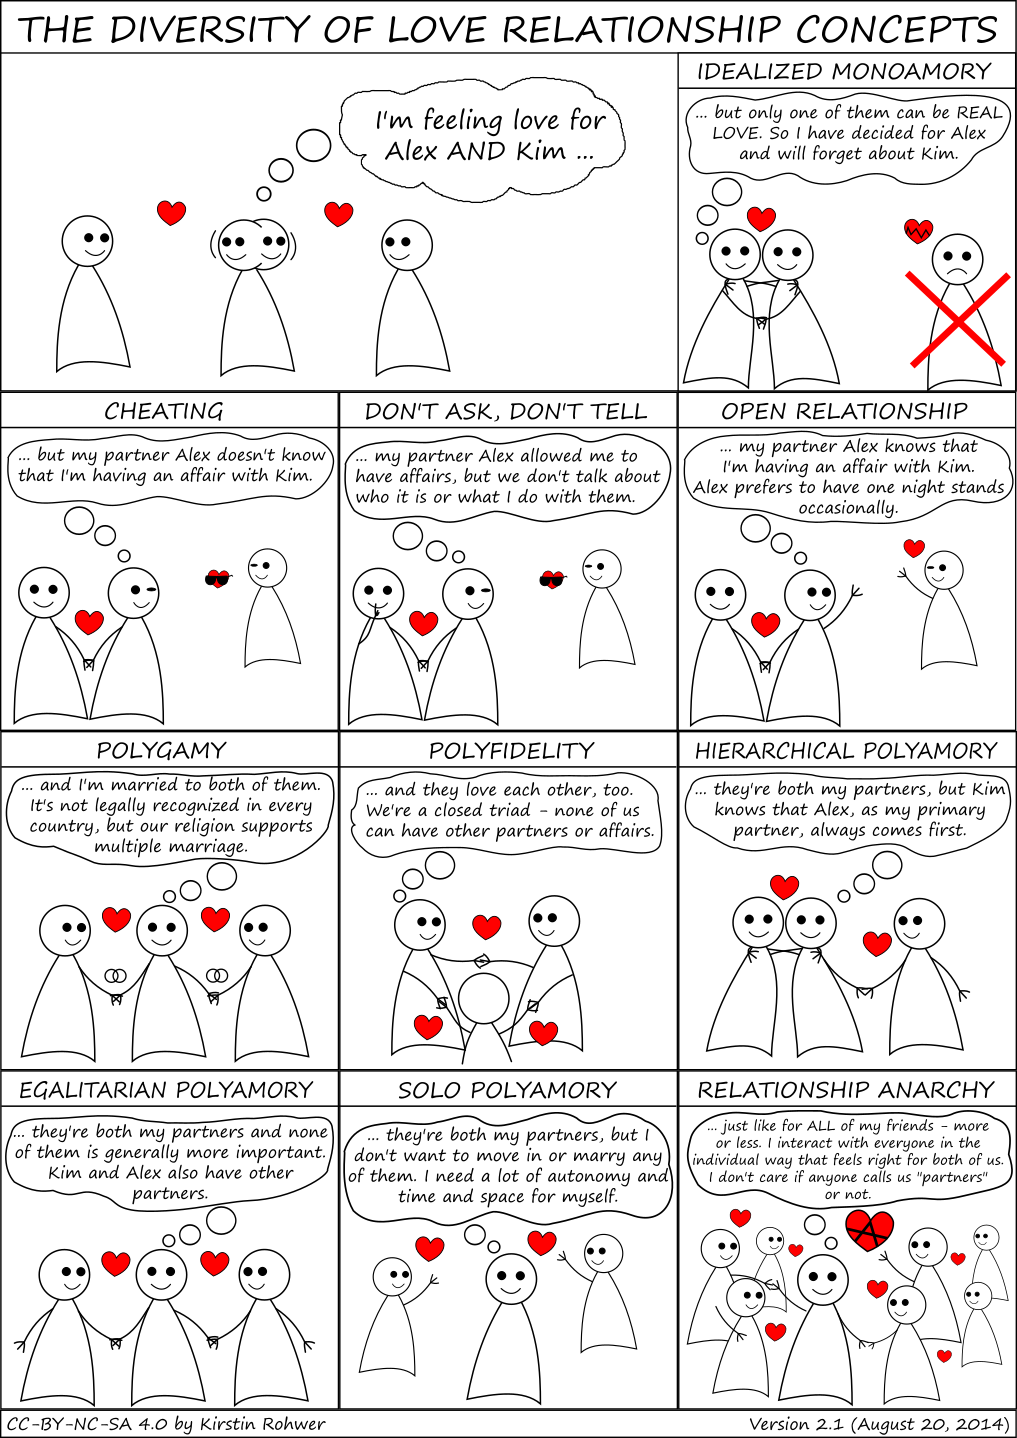 THE DIVERSITY OF LOVE RELATIONSHIP CONCEPTS
I'm feeling love for
Alex AND Kim ...
IDEALIZED MONOAMORY
... but only one of them can be REAL
LOVE. So I have decided for Alex
and will forget about Kim.
CHEATING
... but my partner Alex doesn't know
that I'm having an affair with Kim.
DON'T ASK, DON'T TELL
... my partner Alex allowed me to
have affairs, but we don't talk about
who it is or what I do with them.
OPEN RELATIONSHIP
... my partner Alex knows that
I'm having an affair with Kim.
Alex prefers to have one night stands
occasionally.
POLYGAMY
... and I'm married to both of them.
It's not legally recognized in every
country, but our religion supports
multiple marriage.
POLYFIDELITY
... and they love each other, too.
We're a closed triad - none of us
can have other partners or affairs.
HIERARCHICAL POLYAMORY
... they're both my partners, but Kim
knows that Alex, as my primary
partner, always comes first.
EGALITARIAN POLYAMORY
... they're both my partners and none
of them is generally more important.
Kim and Alex also have other
partners.
SOLO POLYAMORY
... they're both my partners, but I
don't want to move in or marry any
of them. I need a lot of autonomy and
time and space for myself.
RELATIONSHIP ANARCHY
... just like for ALL of my friends - more
or less. I interact with everyone in the
individual way that feels right for both of us.
I don't care if anyone calls us "partners"
or not.
A
CC-BY-NC-SA 4.0 by Kirstin Rohwer
Version 2.1 (August 20, 2014)